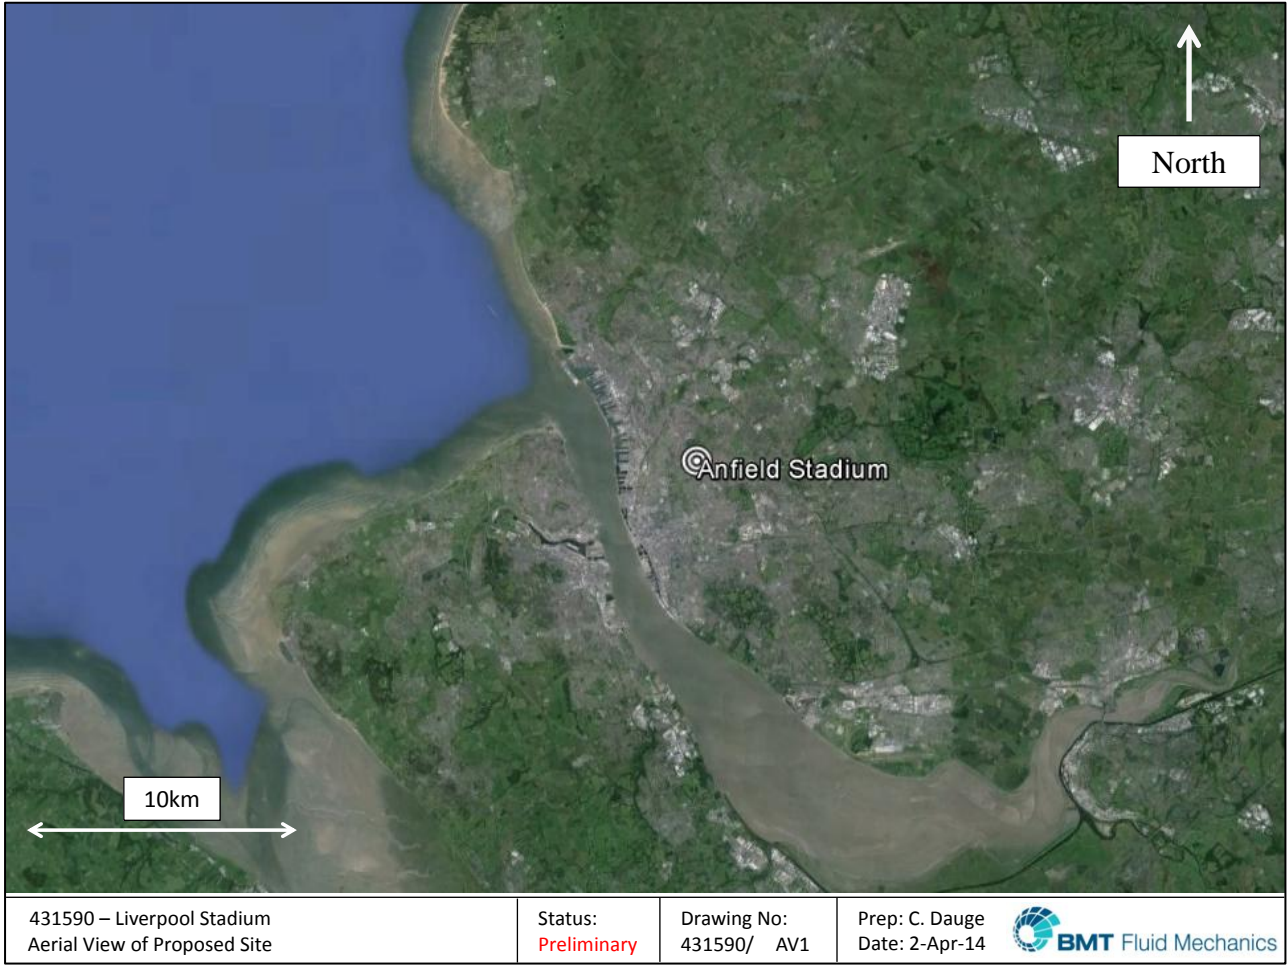 North
Anfield Stadium
10km
431590 – Liverpool Stadium
Aerial View of Proposed Site
Status:
Preliminary
Drawing No:
431590/ AV1
Prep: C. Dauge
Date: 2-Apr-14
BMT Fluid Mechanics